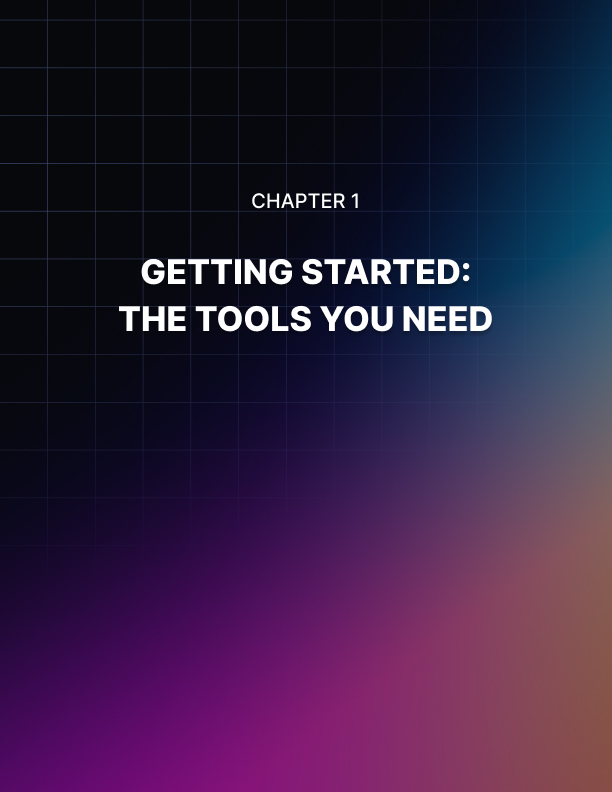 CHAPTER 1
GETTING STARTED:
THE TOOLS YOU NEED